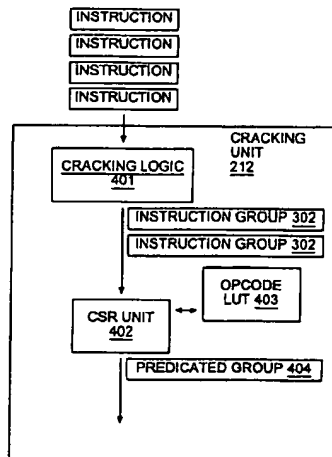 INSTRUCTION
INSTRUCTION
INSTRUCTION
INSTRUCTION
CRACKING
UNIT
212
CRACKING LOGIC
401
INSTRUCTION GROUP 302
INSTRUCTION GROUP 302
CSR UNIT
402
OPCODE
LUT 403
PREDICATED GROUP 404